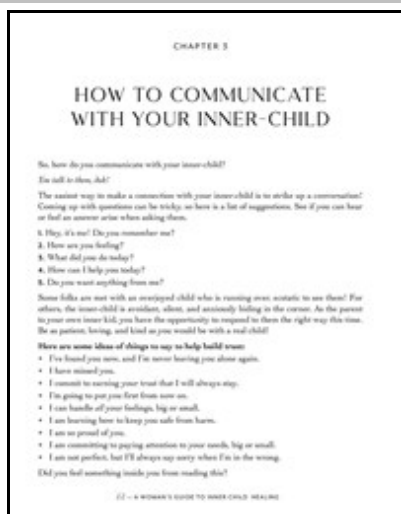 CHAPTER 3
HOW TO COMMUNICATE
WITH YOUR INNER-CHILD
So, how do you communicate with your inner-child?
You talk to them, duh!
The easiest way to make a connection with your inner-child is to strike up a conversation!
Coming up with questions can be tricky, so here is a list of suggestions. See if you can hear
or feel an answer arise when asking them.
1. Hey, it's me! Do you remember me?
2. How are you feeling?
3. What did you do today?
4. How can I help you today?
5. Do you want anything from me?
Some folks are met with an overjoyed child who is running over, ecstatic to see them! For
others, the inner-child is avoidant, silent, and anxiously hiding in the corner. As the parent
to your own inner kid, you have the opportunity to respond to them the right way this time.
Be as patient, loving, and kind as you would be with a real child!
Here are some ideas of things to say to help build trust:
• I've found you now, and I'm never leaving you alone again.
• I have missed you.
• I commit to earning your trust that I will always stay.
• I'm going to put you first from now on.
• I can handle all your feelings, big or small.
• I am learning how to keep you safe from harm.
• I am so proud of you.
• I am committing to paying attention to your needs, big or small.
• I am not perfect, but I'll always say sorry when I'm in the wrong.
Did you feel something inside you from reading this?
— A WOMAN'S GUIDE TO INNER CHILD HEALING